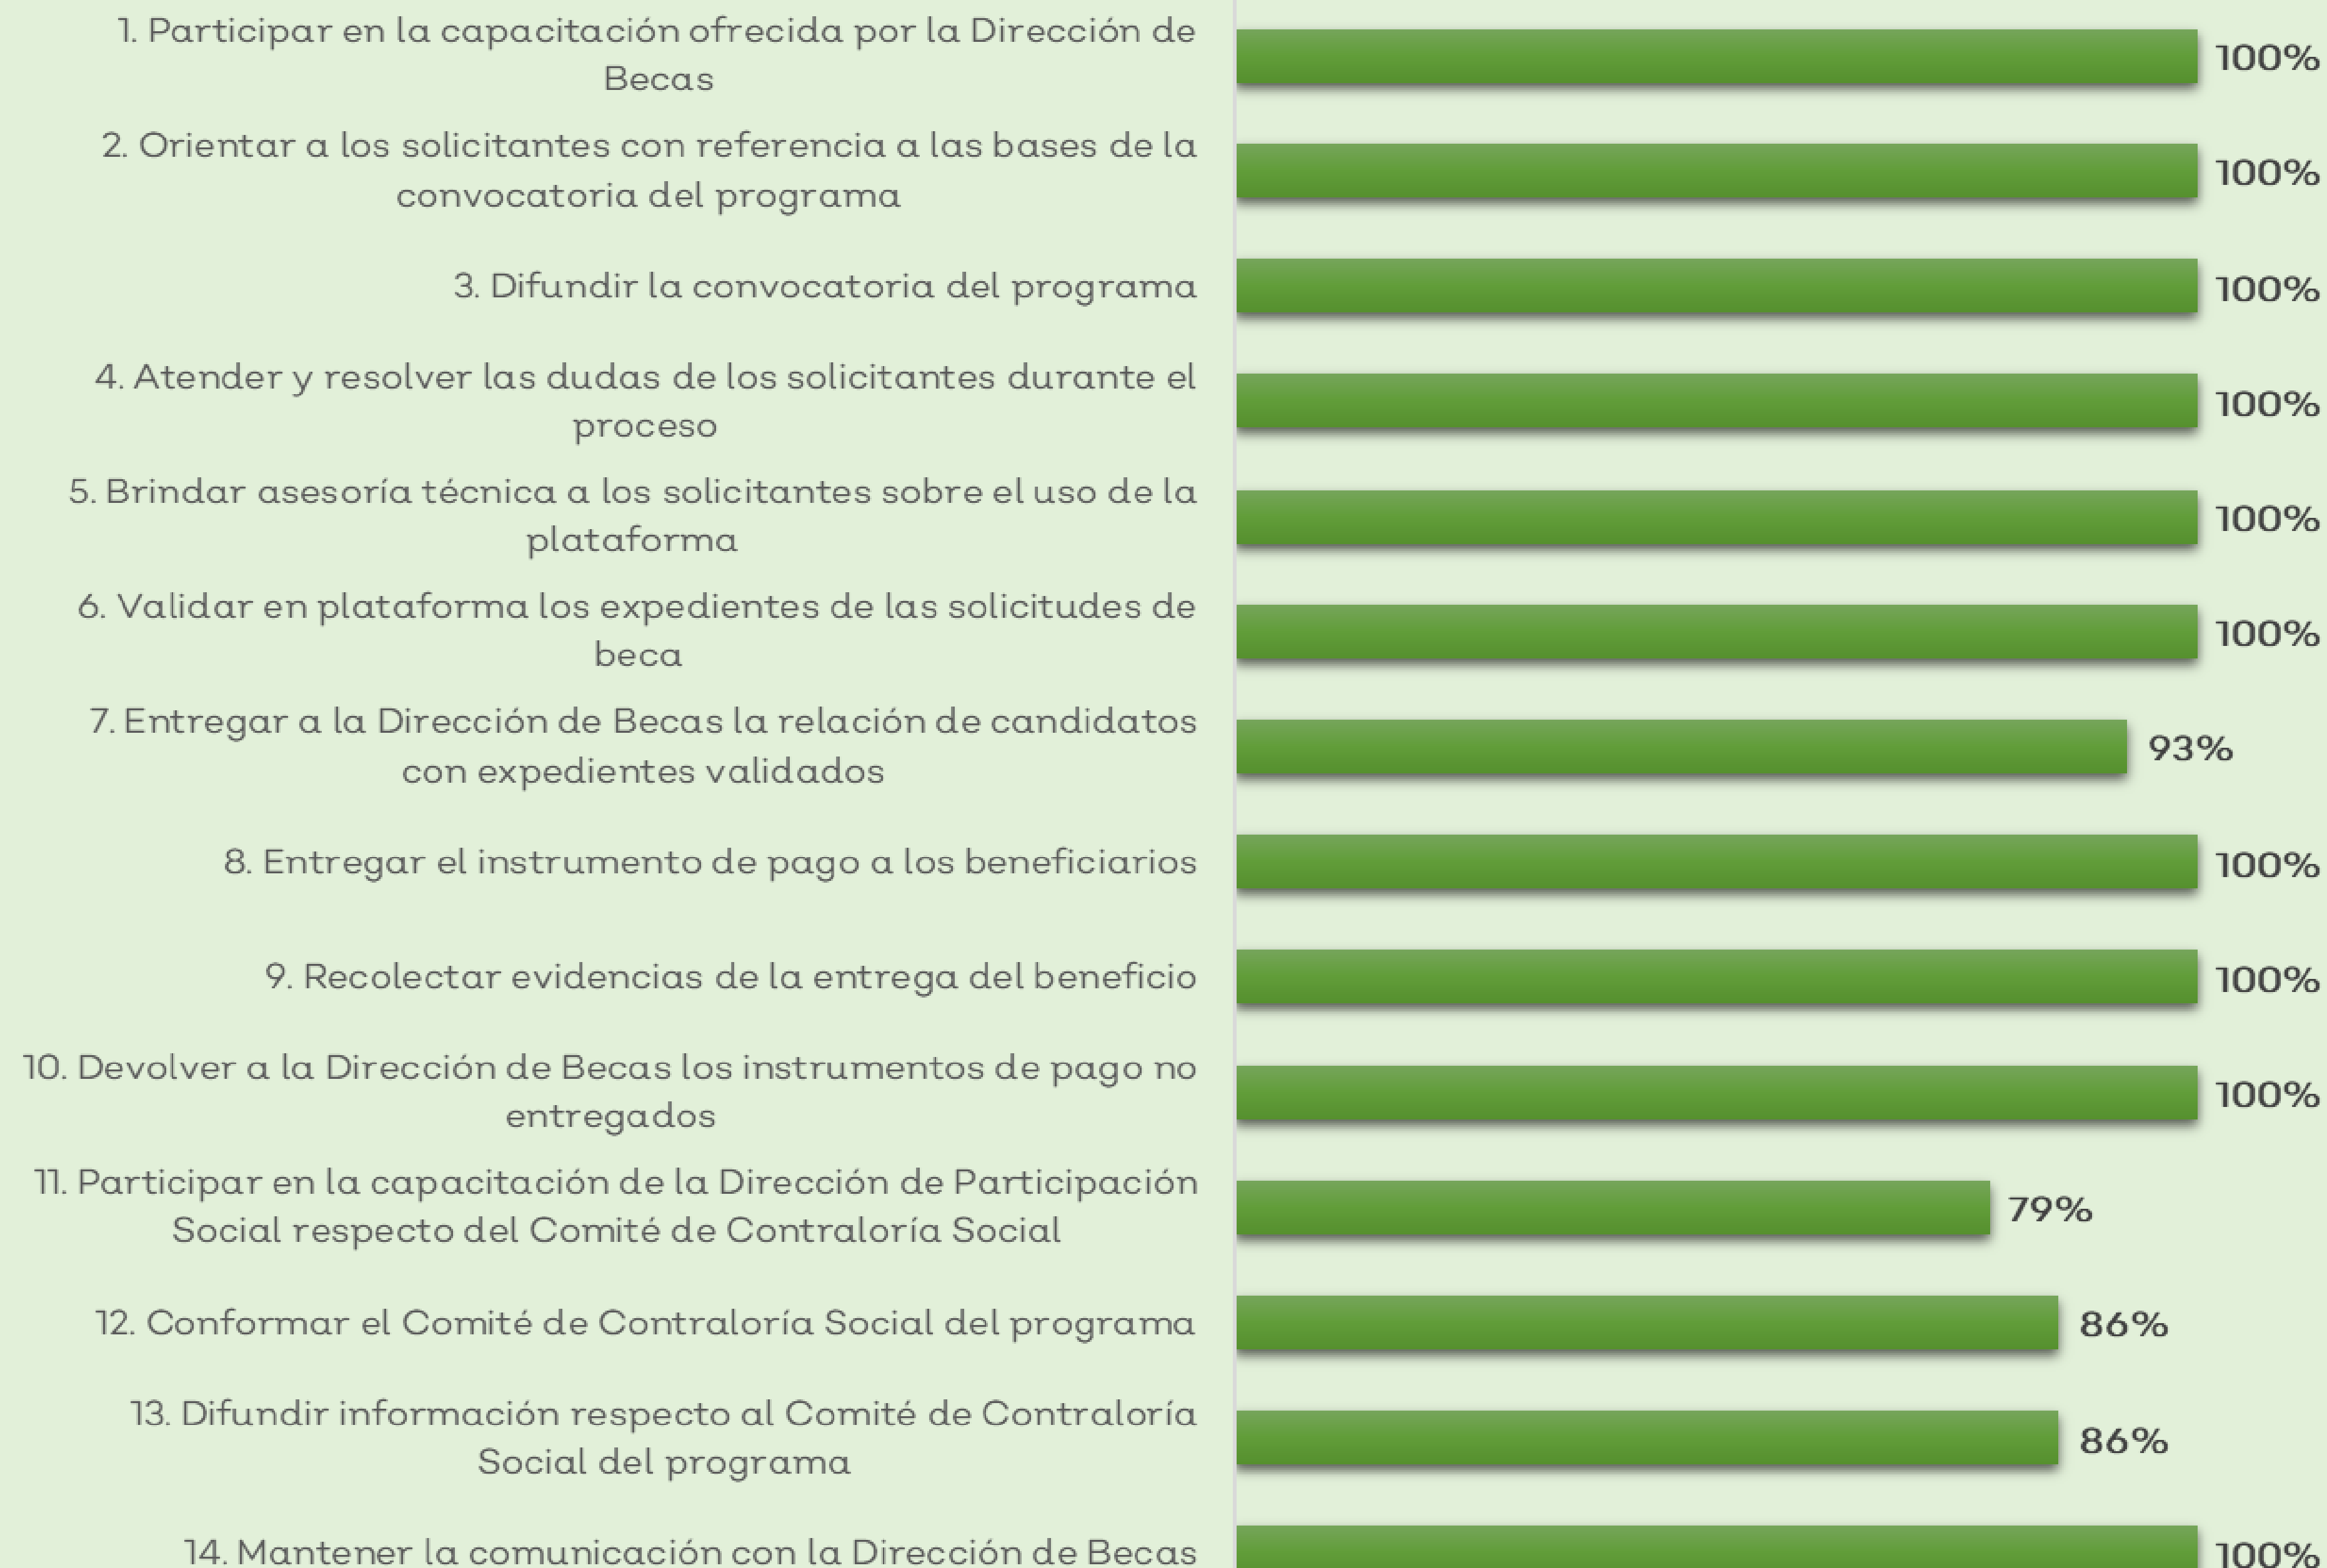 1. Participar en la capacitación ofrecida por la Dirección de
Becas
100%
2. Orientar a los solicitantes con referencia a las bases de la
convocatoria del programa
100%
3. Difundir la convocatoria del programa
100%
4. Atender y resolver las dudas de los solicitantes durante el
proceso
100%
5. Brindar asesoría técnica a los solicitantes sobre el uso de la
plataforma
100%
6. Validar en plataforma los expedientes de las solicitudes de
beca
100%
7. Entregar a la Dirección de Becas la relación de candidatos
con expedientes validados
93%
8. Entregar el instrumento de pago a los beneficiarios
100%
9. Recolectar evidencias de la entrega del beneficio
100%
10. Devolver a la Dirección de Becas los instrumentos de pago no
entregados
100%
11. Participar en la capacitación de la Dirección de Participación
Social respecto del Comité de Contraloría Social
79%
12. Conformar el Comité de Contraloría Social del programa
86%
13. Difundir información respecto al Comité de Contraloría
Social del programa
86%
14. Mantener la comunicación con la Dirección de Becas
100%